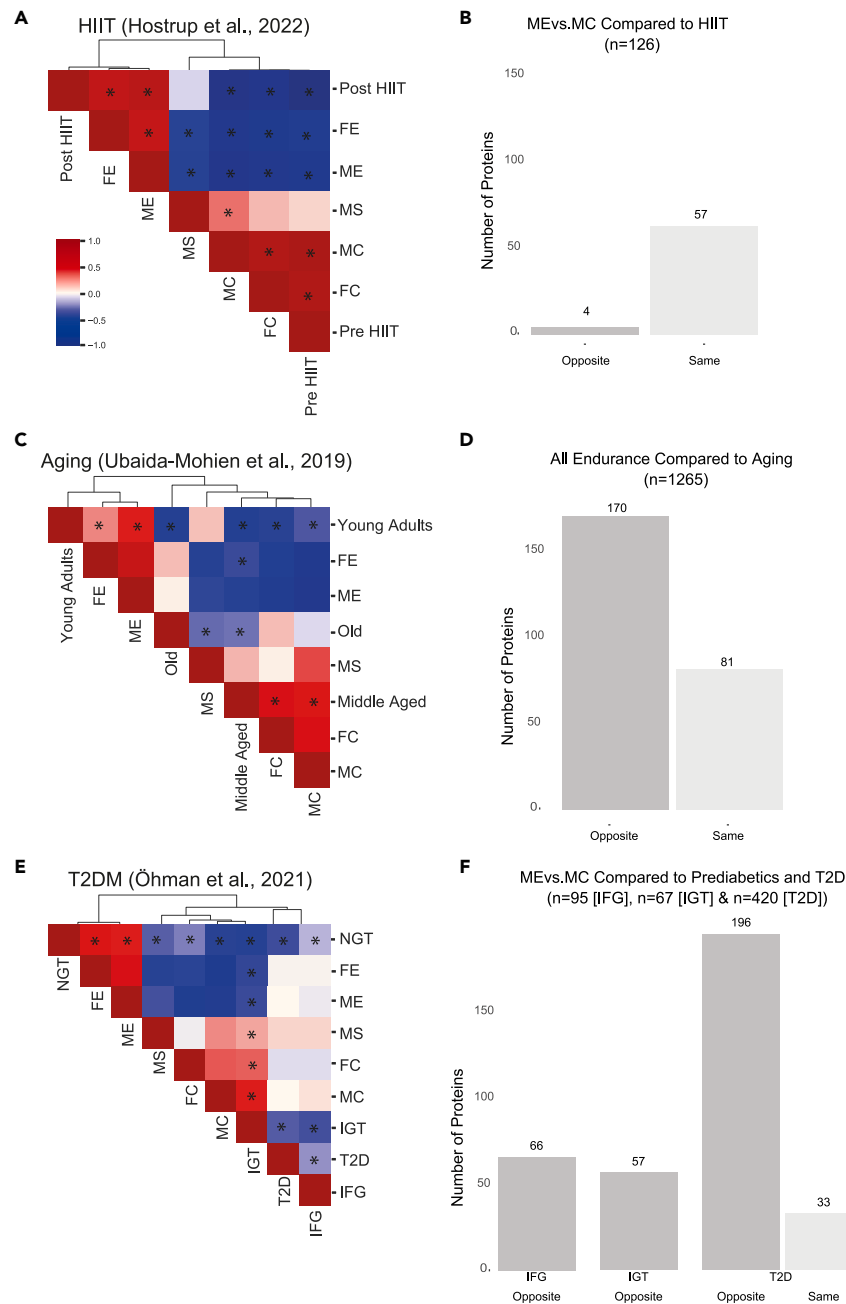 A
HIIT (Hostrup et al., 2022)
* * * * * Post HIIT
* * * * * FE
* * * * ME
* MS
* * MC
* FC
Pre HIIT
Post HIIT
FE
ME
MS
MC
FC
Pre HIIT
1.0
0.5
0.0
−0.5
−1.0
B
MEvs.MC Compared to HIIT
(n=126)
Number of Proteins
150
100
50
0
4
57
Opposite
Same
C
Aging (Ubaida-Mohien et al., 2019)
* * * * * * Young Adults
* FE
ME
* * Old
MS
* * Middle Aged
FC
MC
Young Adults
FE
ME
Old
MS
Middle Aged
FC
MC
D
All Endurance Compared to Aging
(n=1265)
Number of Proteins
150
100
50
0
170
81
Opposite
Same
E
T2DM (Öhman et al., 2021)
* * * * * * * * NGT
* FE
* ME
* MS
* FC
* MC
* * IGT
* T2D
IFG
NGT
FE
ME
MS
FC
MC
IGT
T2D
IFG
F
MEvs.MC Compared to Prediabetics and T2D
(n=95 [IFG], n=67 [IGT] & n=420 [T2D])
Number of Proteins
150
100
50
0
66
57
196
33
IFG IGT T2D
Opposite Opposite Opposite Same